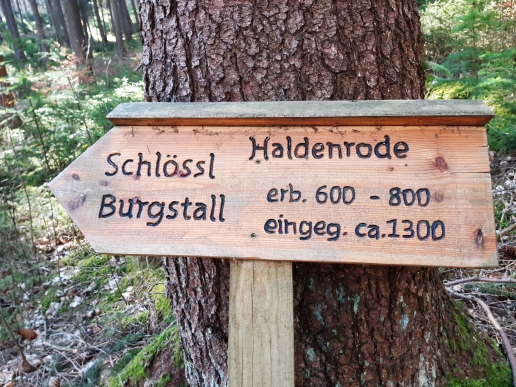 Schlössl
Burgstall
Haldenrode
erb. 600 - 800
eingeg. ca.1300